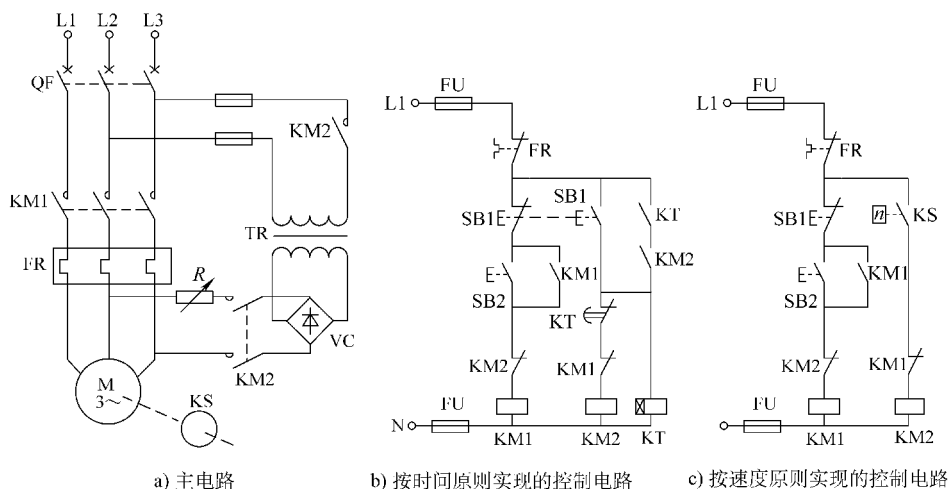 L1 L2 L3
QF
KM2
KM1
TR
FR
R
VC
KM2
M
3~
KS
a) 主电路
FU
L1
FR
SB1
SB1
KT
KM1
KM2
SB2
KT
KM2
KM1
FU
N
KM1
KM2
KT
b) 按时间原则实现的控制电路
FU
L1
FR
SB1
n
KS
KM1
SB2
KM2
KM1
FU
KM1
KM2
c) 按速度原则实现的控制电路